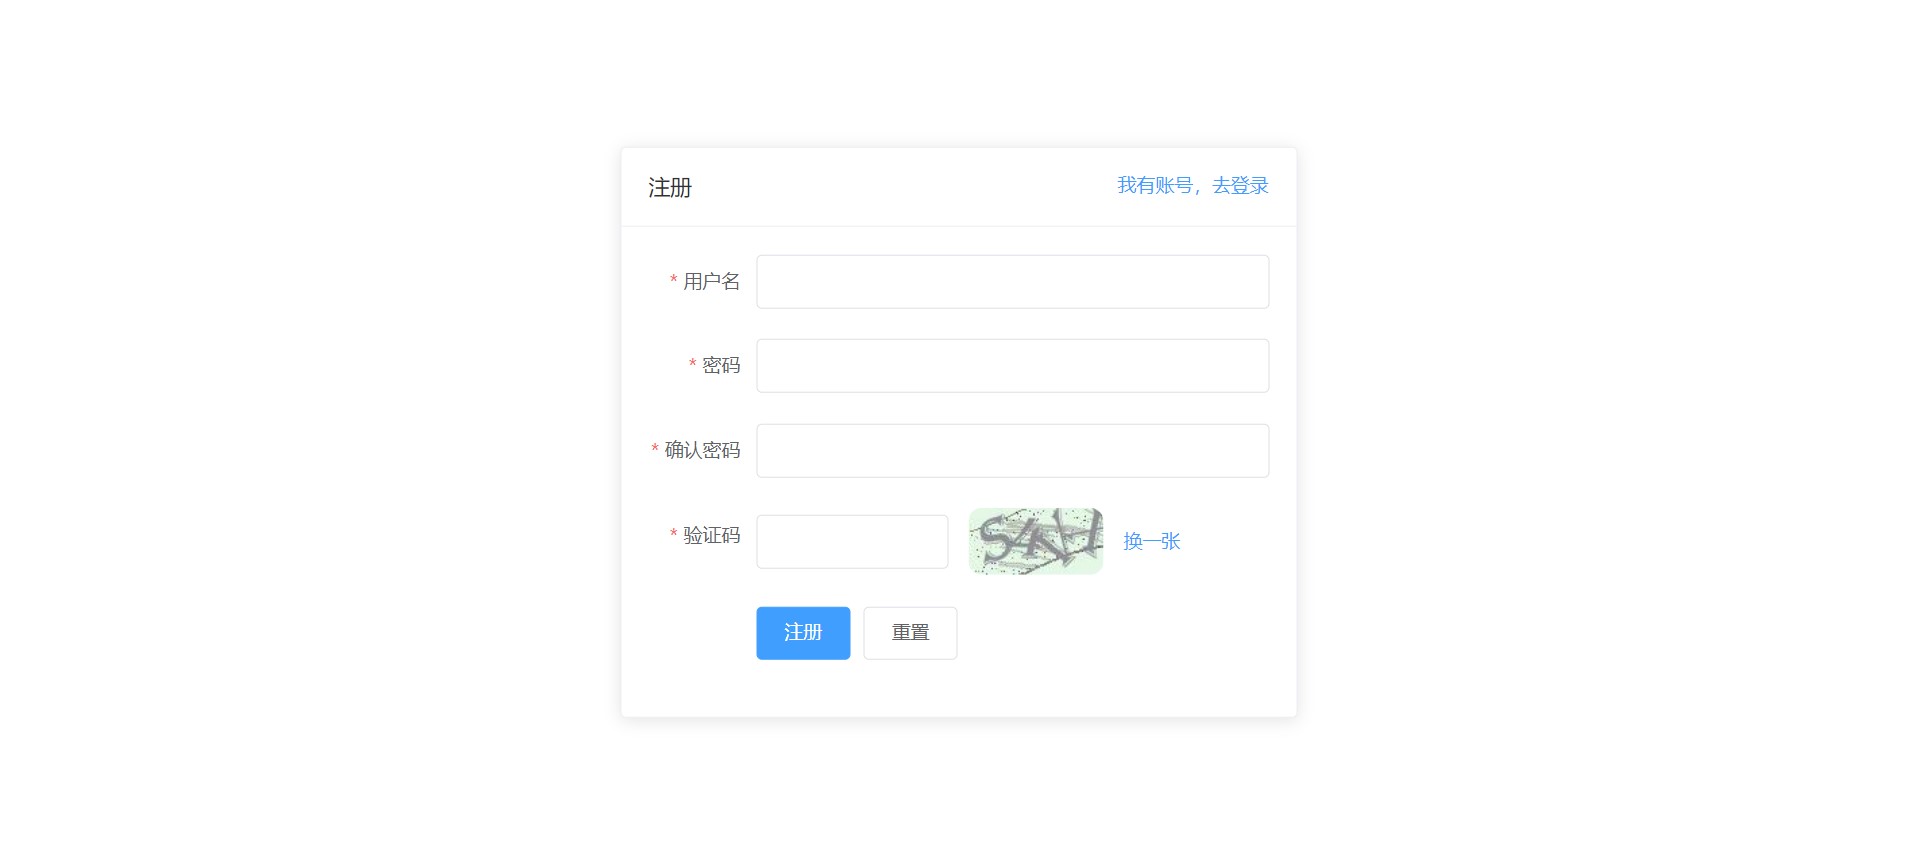 注册
我有账号，去登录
* 用户名
* 密码
* 确认密码
* 验证码
换一张
注册
重置